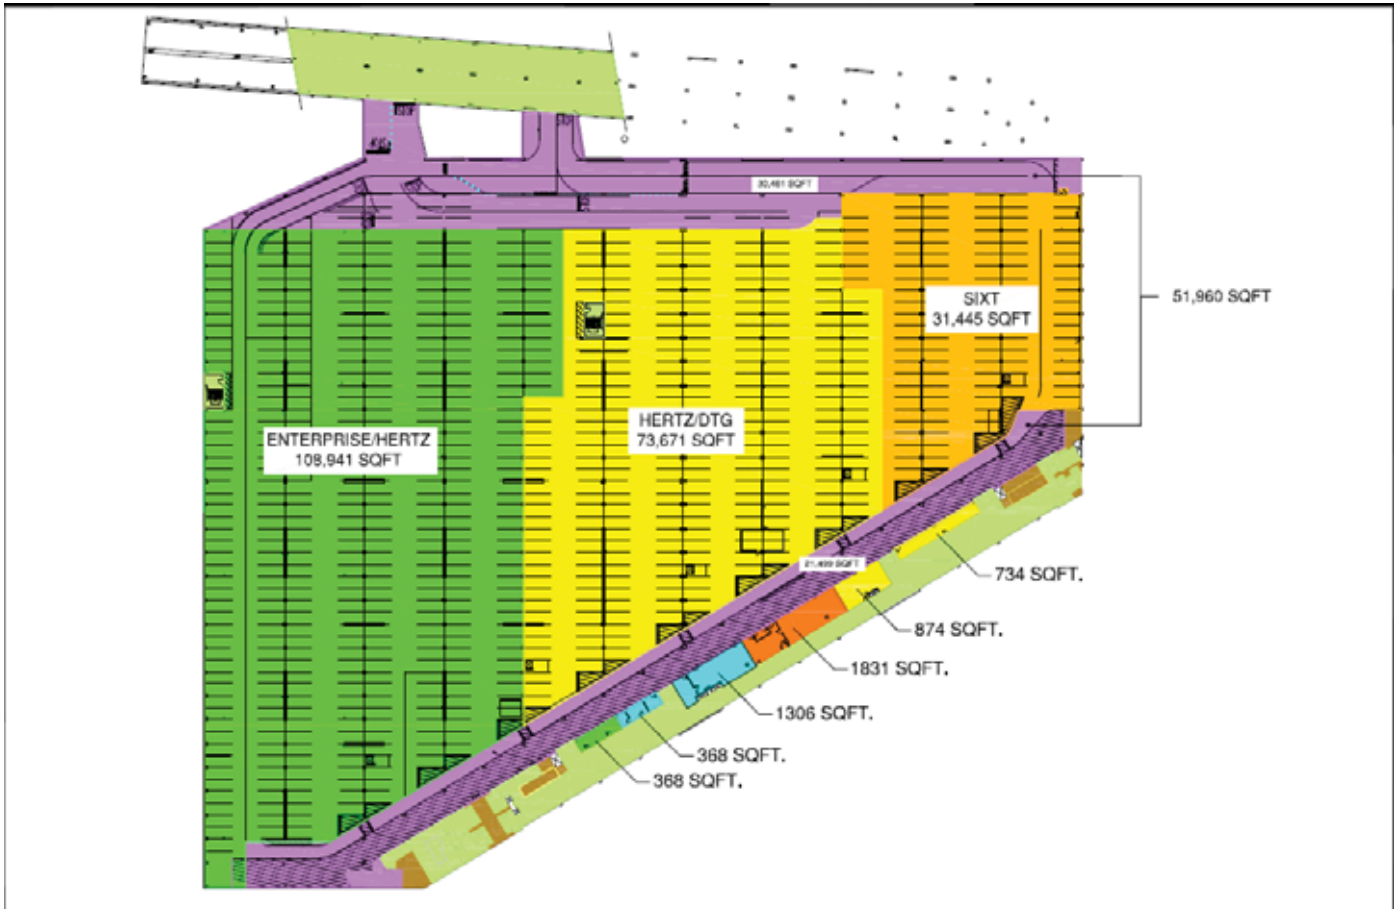 51,960 SQFT
SIXT
31,445 SQFT
HERTZ/DTG
73,671 SQFT
ENTERPRISE/HERTZ
108,941 SQFT
734 SQFT.
874 SQFT.
1831 SQFT.
1306 SQFT.
368 SQFT.
368 SQFT.